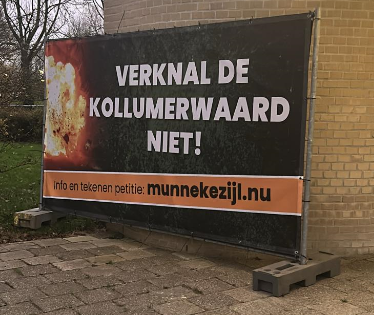 VERKNAL DE
KOLLUMERWAARD
NIET!
Info en tekenen petitie: munnekezijl.nu